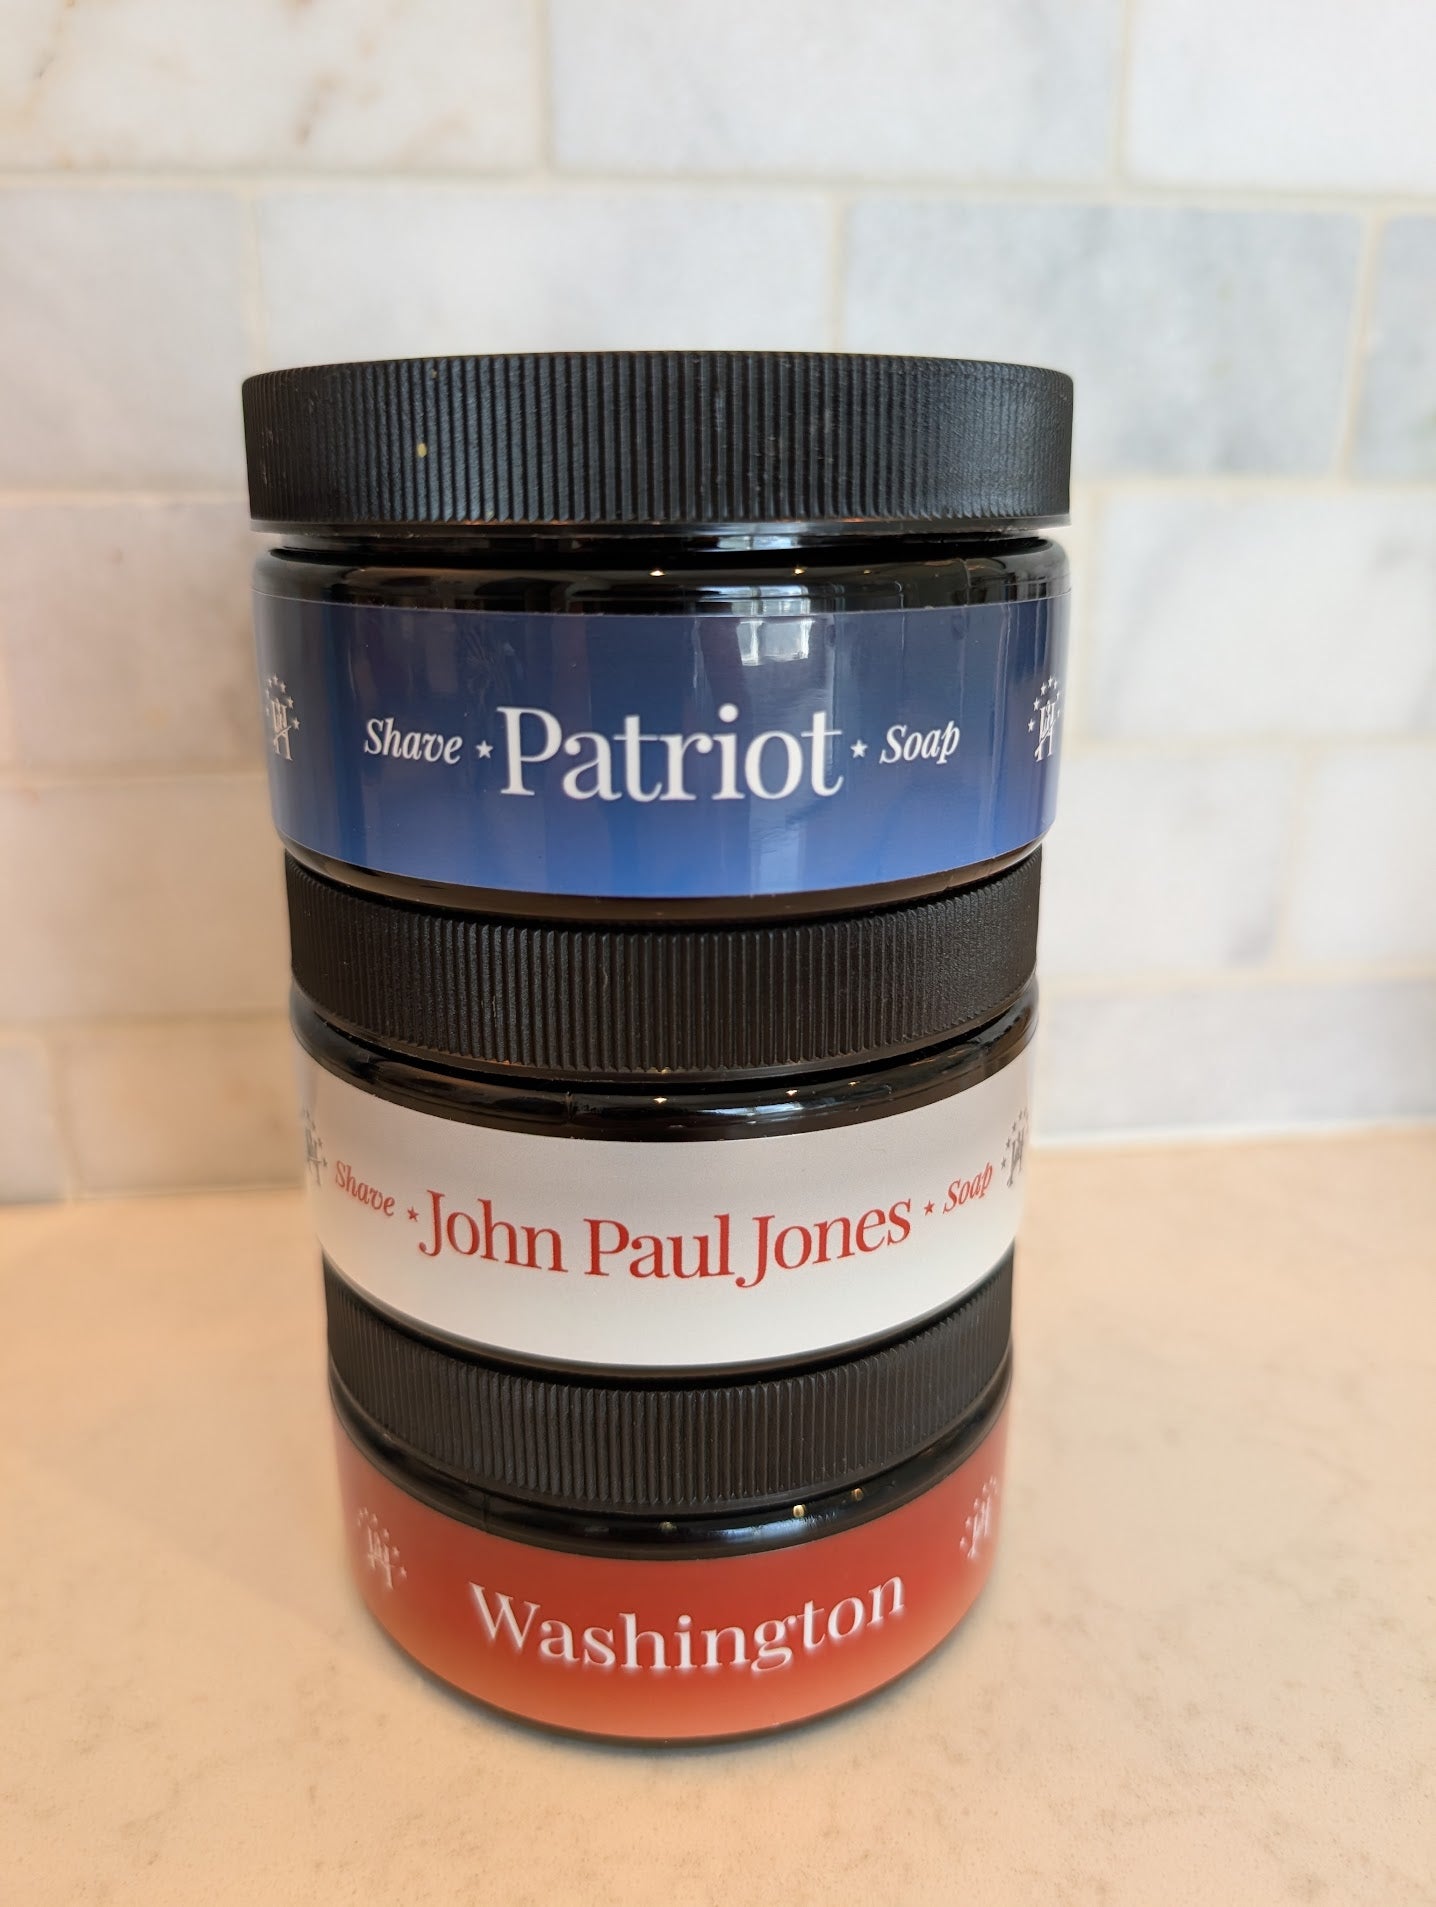 Shave ★ Patriot ★ Soap
Shave ★ John Paul Jones ★ Soap
Washington